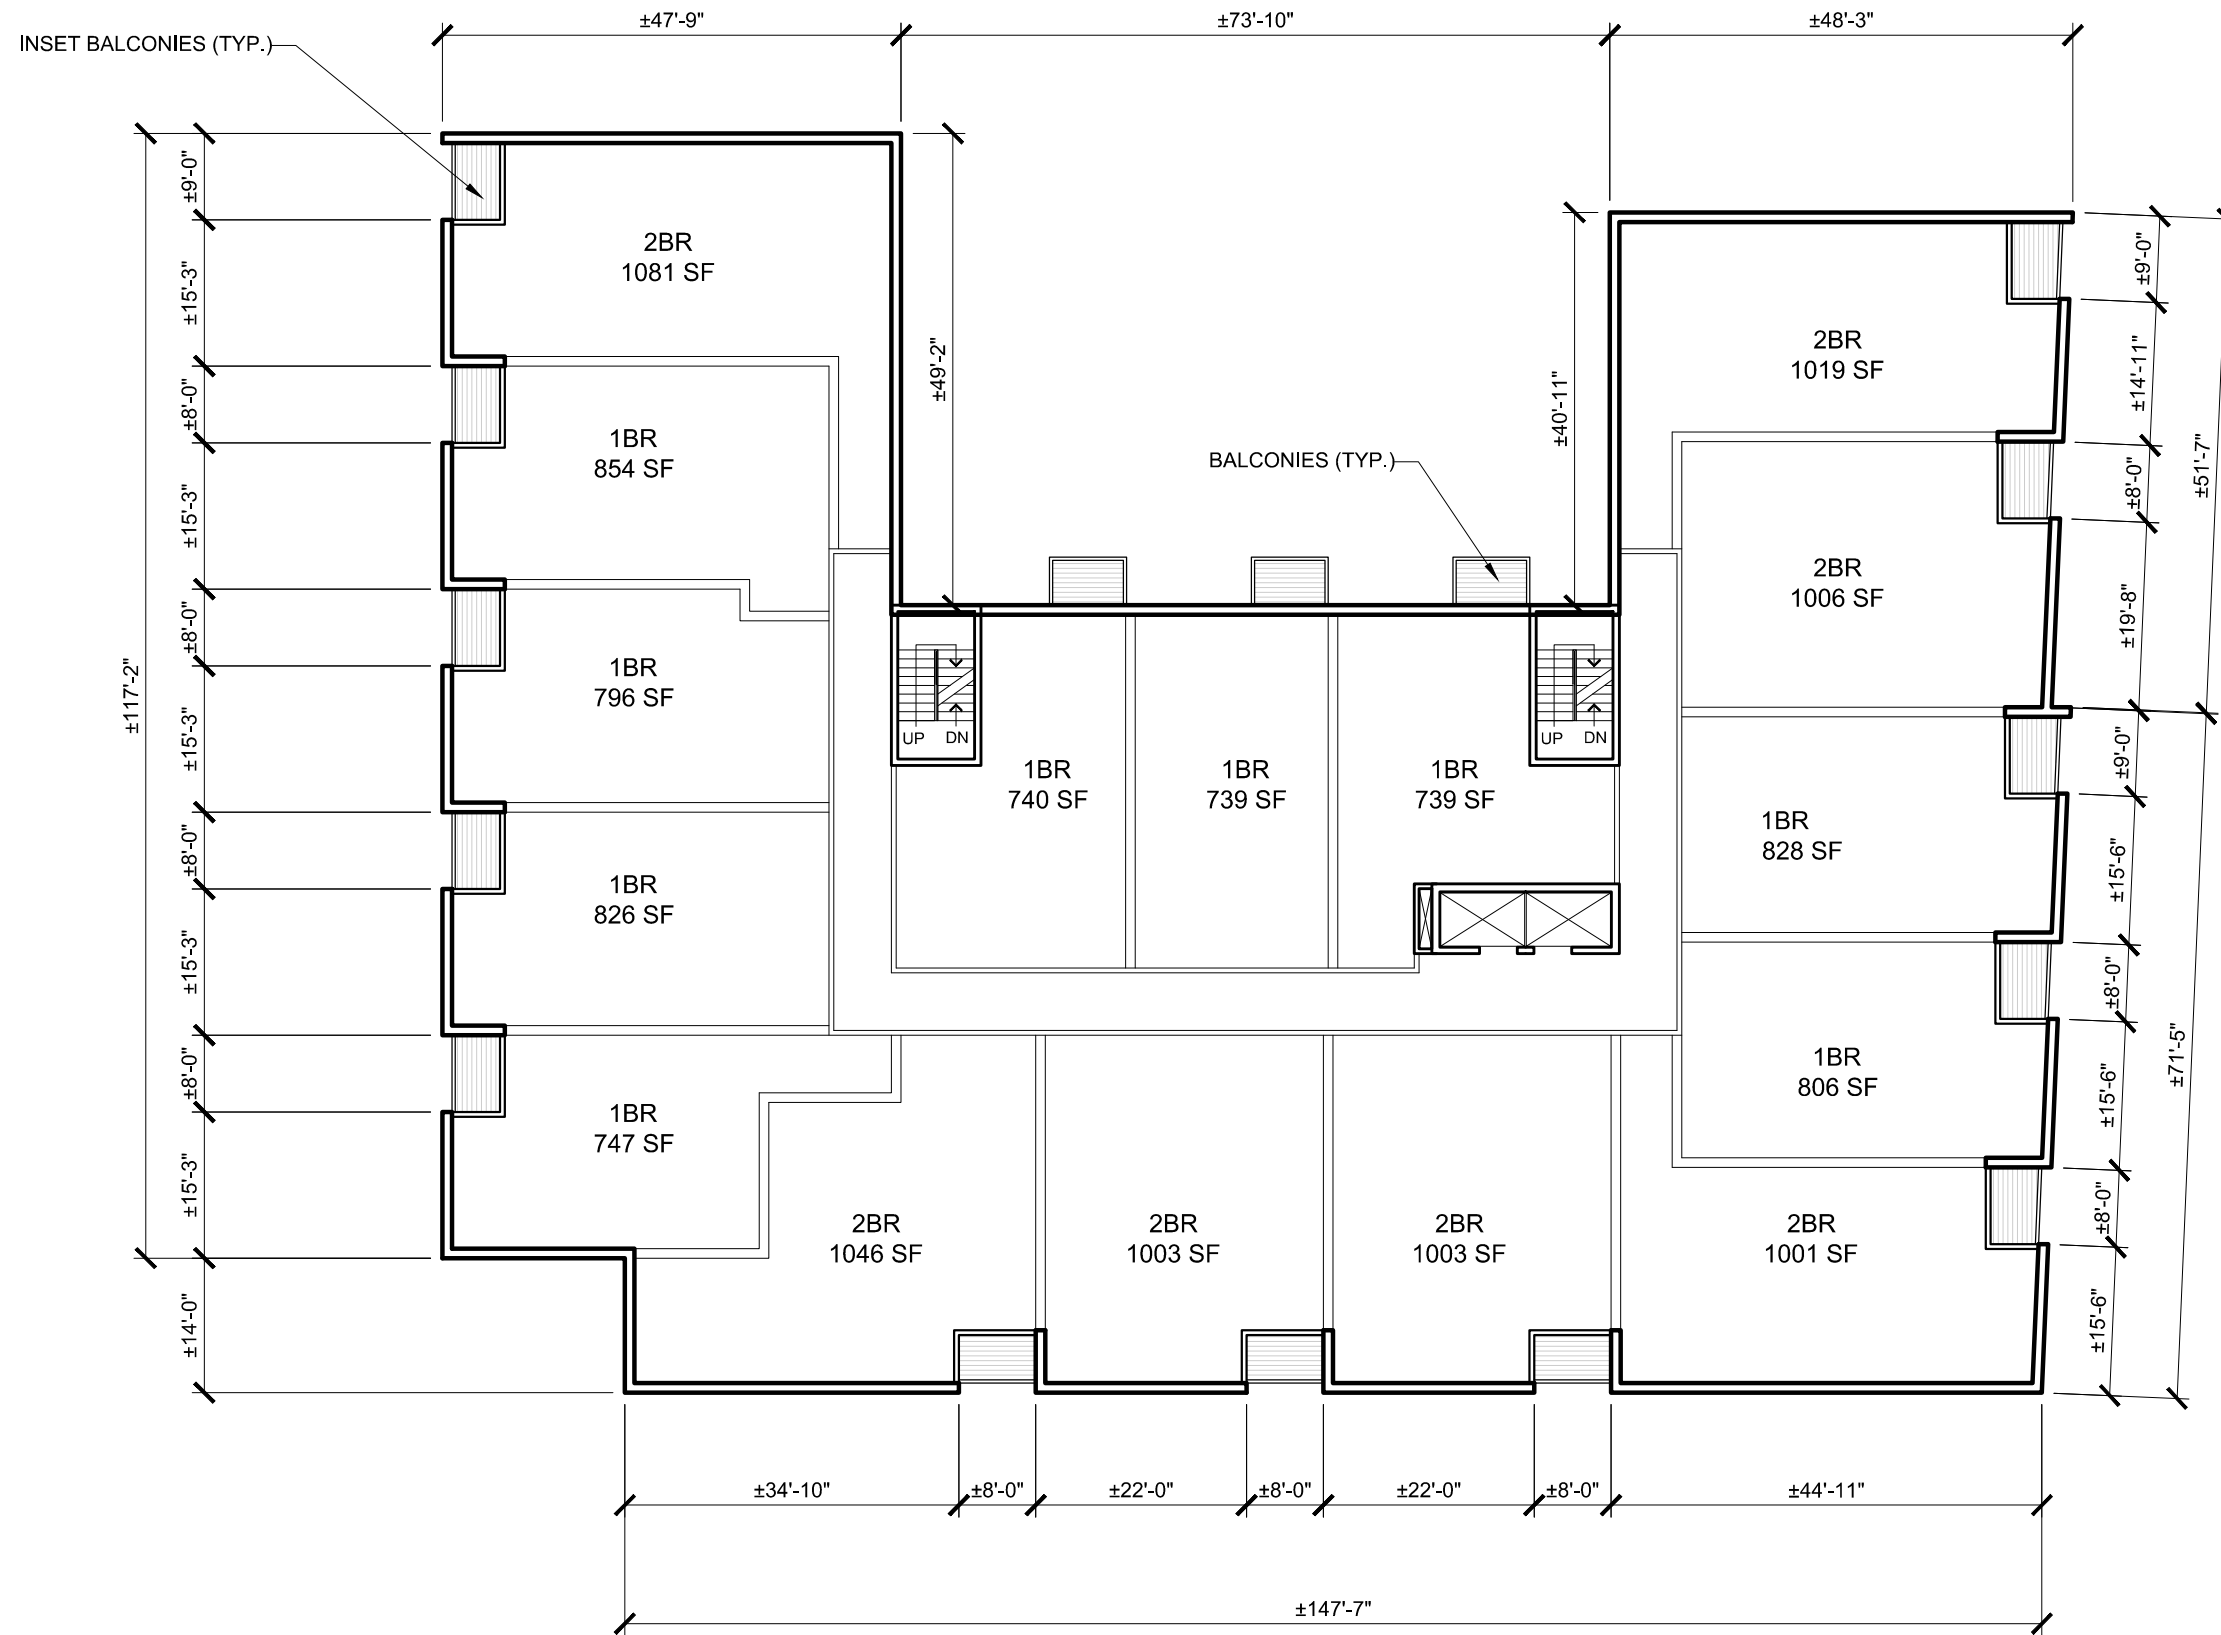 ±47'-9"
±73'-10"
±48'-3"
INSET BALCONIES (TYP.)
±9'-0"
±15'-3"
±8'-0"
±15'-3"
±8'-0"
±15'-3"
±8'-0"
±15'-3"
±8'-0"
±15'-3"
±14'-0"
±117'-2"
2BR
1081 SF
1BR
854 SF
1BR
796 SF
1BR
826 SF
1BR
747 SF
±49'-2"
±40'-11"
BALCONIES (TYP.)
UP
DN
UP
DN
1BR
740 SF
1BR
739 SF
1BR
739 SF
2BR
1019 SF
2BR
1006 SF
1BR
828 SF
1BR
806 SF
2BR
1046 SF
2BR
1003 SF
2BR
1003 SF
2BR
1001 SF
±9'-0"
±14'-11"
±8'-0"
±19'-8"
±9'-0"
±15'-6"
±8'-0"
±15'-6"
±8'-0"
±15'-6"
±51'-7"
±71'-5"
±34'-10"
±8'-0"
±22'-0"
±8'-0"
±22'-0"
±8'-0"
±44'-11"
±147'-7"